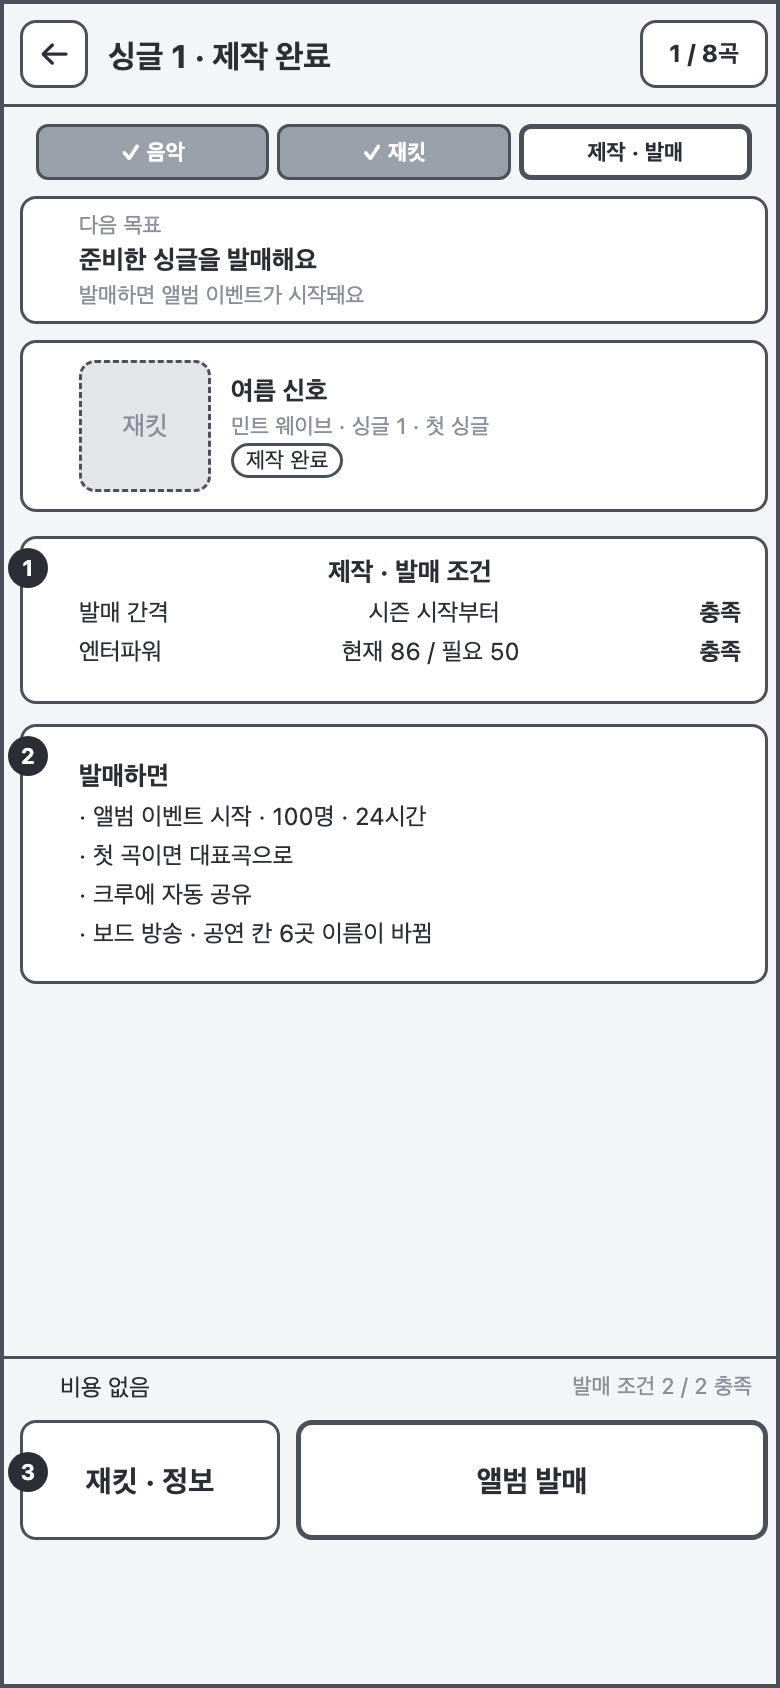 싱글 1 · 제작 완료
1 / 8곡
✓ 음악
✓ 재킷
제작 · 발매
다음 목표
준비한 싱글을 발매해요
발매하면 앨범 이벤트가 시작돼요
재킷
여름 신호
민트 웨이브 · 싱글 1 · 첫 싱글
제작 완료
1
제작 · 발매 조건
발매 간격 시즌 시작부터 충족
엔터파워 현재 86 / 필요 50 충족
2
발매하면
· 앨범 이벤트 시작 · 100명 · 24시간
· 첫 곡이면 대표곡으로
· 크루에 자동 공유
· 보드 방송 · 공연 칸 6곳 이름이 바뀜
비용 없음
발매 조건 2 / 2 충족
3
재킷 · 정보
앨범 발매